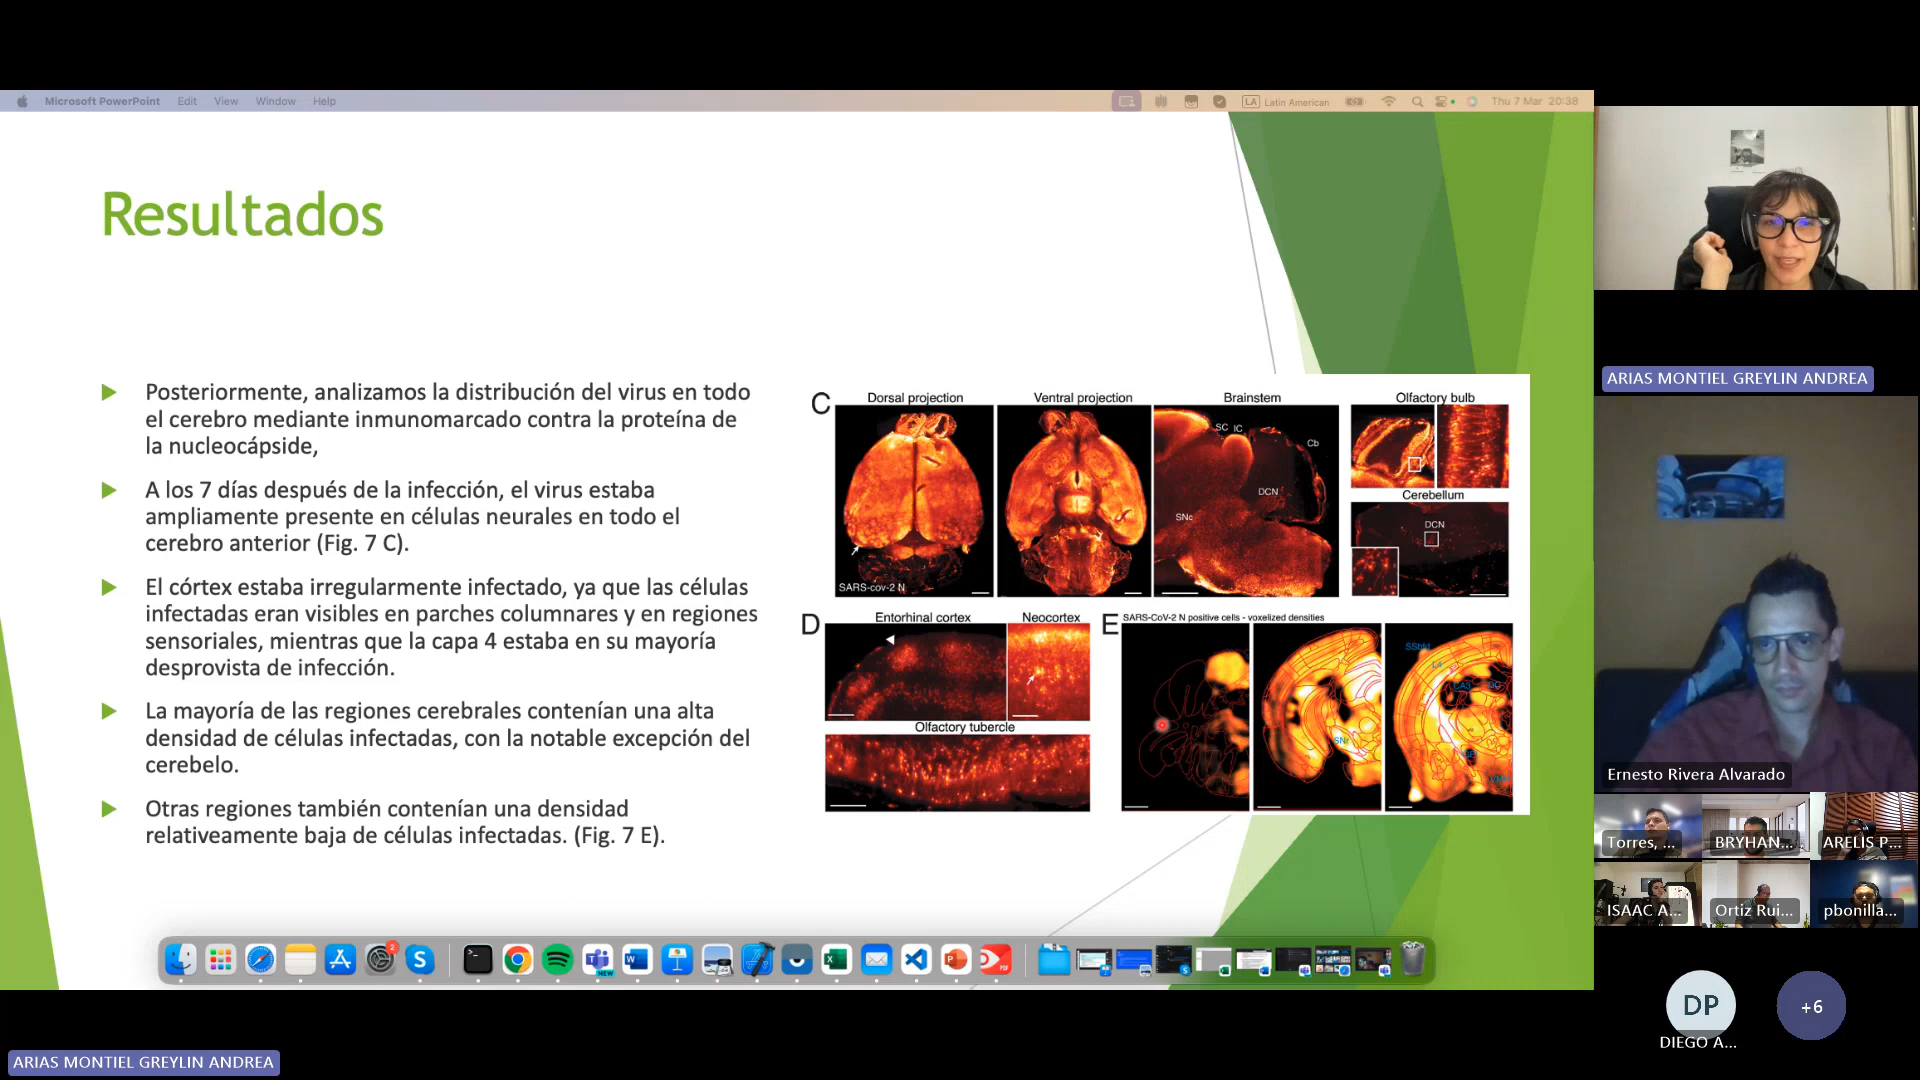 Microsoft PowerPoint Edit View Window Help
LA Latin American Thu 7 Mar 20:38
Resultados
Posteriormente, analizamos la distribución del virus en todo
el cerebro mediante inmunomarcado contra la proteína de
la nucleocápside,
A los 7 días después de la infección, el virus estaba
ampliamente presente en células neurales en todo el
cerebro anterior (Fig. 7 C).
El córtex estaba irregularmente infectado, ya que las células
infectadas eran visibles en parches columnares y en regiones
sensoriales, mientras que la capa 4 estaba en su mayoría
desprovista de infección.
La mayoría de las regiones cerebrales contenían una alta
densidad de células infectadas, con la notable excepción del
cerebelo.
Otras regiones también contenían una densidad
relativeamente baja de células infectadas. (Fig. 7 E).
C
Dorsal projection
Ventral projection
Brainstem
Olfactory bulb
SC IC
Cb
DCN
SNc
SARS-cov-2 N
Cerebellum
DCN
D
Entorhinal cortex
Neocortex
Olfactory tubercle
E
SARS-CoV-2 N positive cells - voxelized densities
L4
CA3
SNr
ARIAS MONTIEL GREYLIN ANDREA
Ernesto Rivera Alvarado
Torres, ...
BRYHAN...
ARELIS P...
ISAAC A...
Ortiz Rui...
pbonilla...
DP
+6
DIEGO A...
ARIAS MONTIEL GREYLIN ANDREA